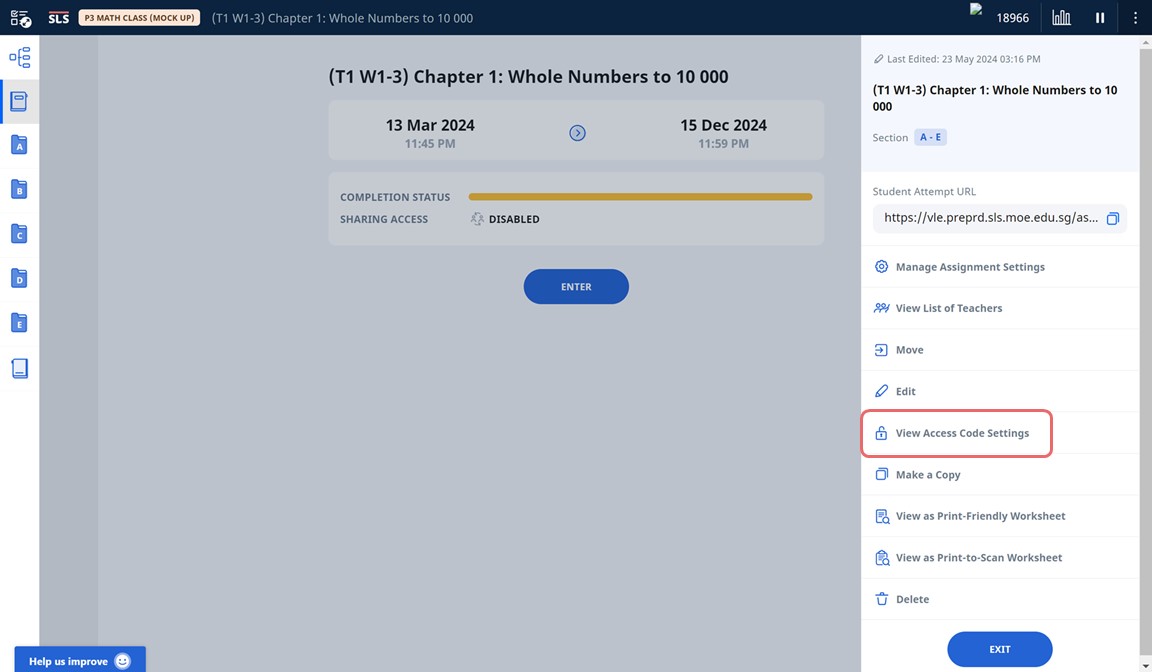 SLS P3 MATH CLASS (MOCK UP) (T1 W1-3) Chapter 1: Whole Numbers to 10 000 18966
A
B
C
D
E
(T1 W1-3) Chapter 1: Whole Numbers to 10 000
13 Mar 2024 15 Dec 2024
11:45 PM 11:59 PM
COMPLETION STATUS
SHARING ACCESS DISABLED
ENTER
Last Edited: 23 May 2024 03:16 PM
(T1 W1-3) Chapter 1: Whole Numbers to 10
000
Section A - E
Student Attempt URL
https://vle.preprd.sls.moe.edu.sg/as...
Manage Assignment Settings
View List of Teachers
Move
Edit
View Access Code Settings
Make a Copy
View as Print-Friendly Worksheet
View as Print-to-Scan Worksheet
Delete
EXIT
Help us improve